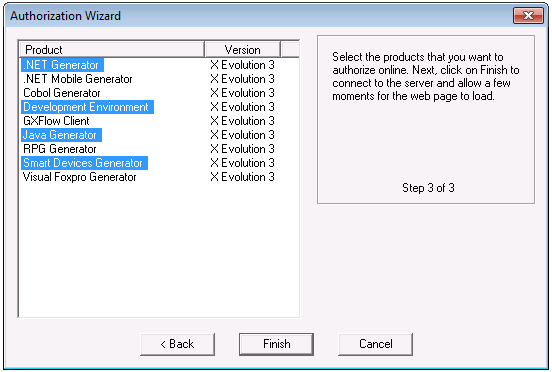 Authorization Wizard
Product Version
.NET Generator X Evolution 3
.NET Mobile Generator X Evolution 3
Cobol Generator X Evolution 3
Development Environment X Evolution 3
GXFlow Client X Evolution 3
Java Generator X Evolution 3
RPG Generator X Evolution 3
Smart Devices Generator X Evolution 3
Visual Foxpro Generator X Evolution 3
Select the products that you want to
authorize online. Next, click on Finish to
connect to the server and allow a few
moments for the web page to load.
Step 3 of 3
< Back Finish Cancel